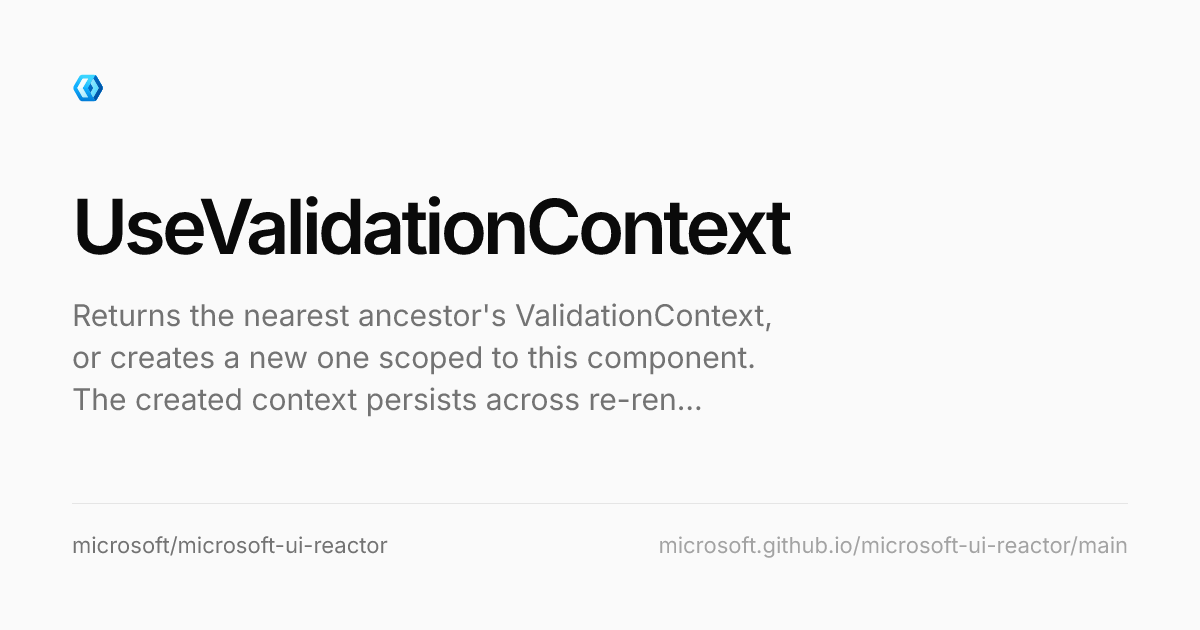 UseValidationContext
Returns the nearest ancestor's ValidationContext,
or creates a new one scoped to this component.
The created context persists across re-ren...
microsoft/microsoft-ui-reactor
microsoft.github.io/microsoft-ui-reactor/main